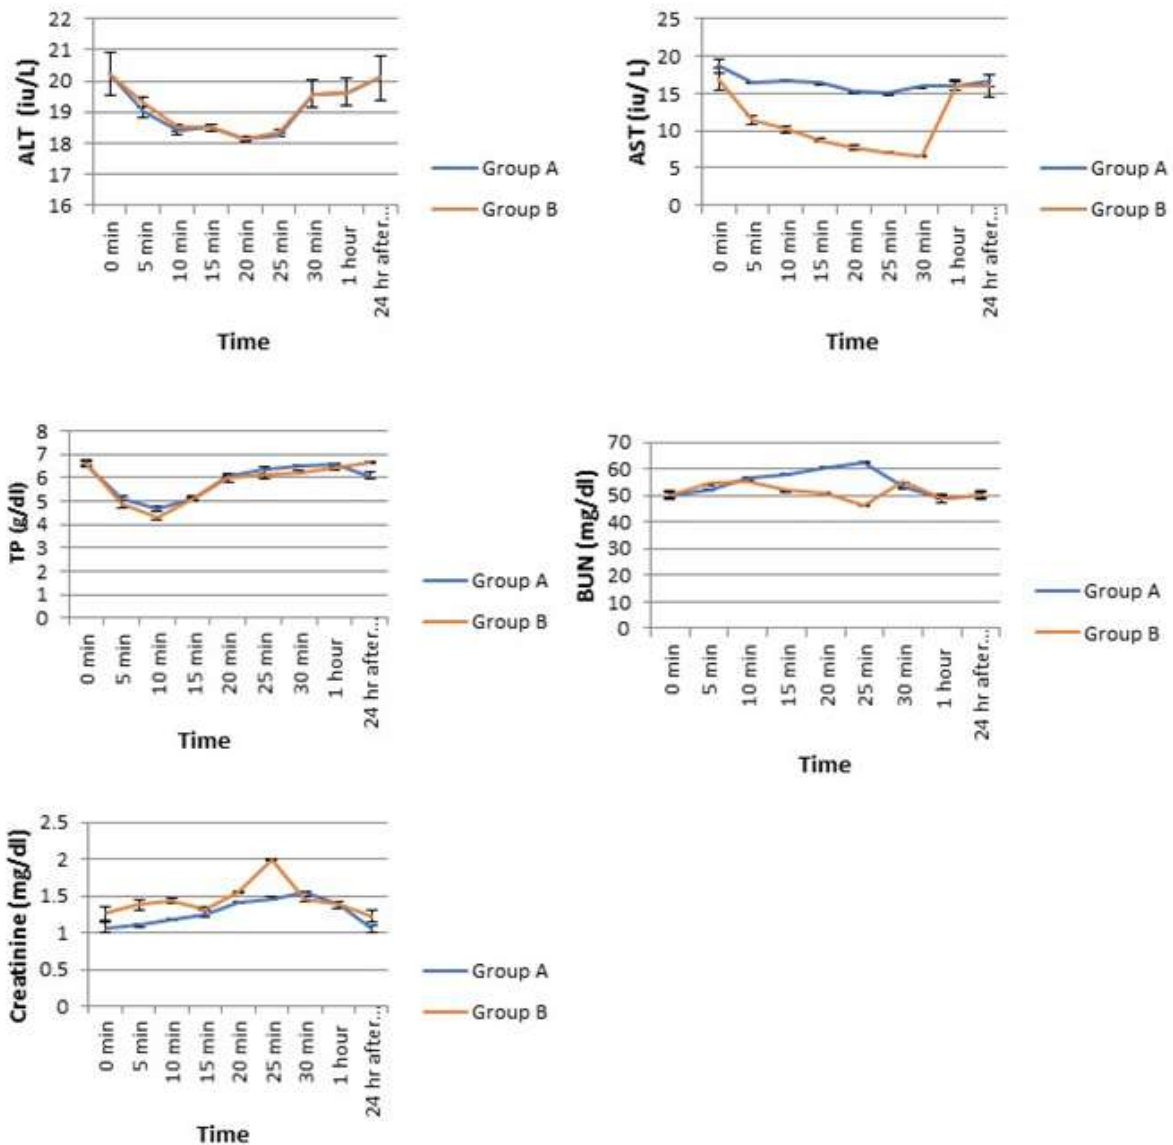 ALT (iu/L)
22
21
20
19
18
17
16
0 min
5 min
10 min
15 min
20 min
25 min
30 min
1 hour
24 hr after...
Time
Group A
Group B
AST (iu/ L)
25
20
15
10
5
0
0 min
5 min
10 min
15 min
20 min
25 min
30 min
1 hour
24 hr after...
Time
Group A
Group B
TP (g/dl)
8
7
6
5
4
3
2
1
0
0 min
5 min
10 min
15 min
20 min
25 min
30 min
1 hour
24 hr after...
Time
Group A
Group B
BUN (mg/dl)
70
60
50
40
30
20
10
0
0 min
5 min
10 min
15 min
20 min
25 min
30 min
1 hour
24 hr after...
Time
Group A
Group B
Creatinine (mg/dl)
2.5
2
1.5
1
0.5
0
0 min
5 min
10 min
15 min
20 min
25 min
30 min
1 hour
24 hr after...
Time
Group A
Group B